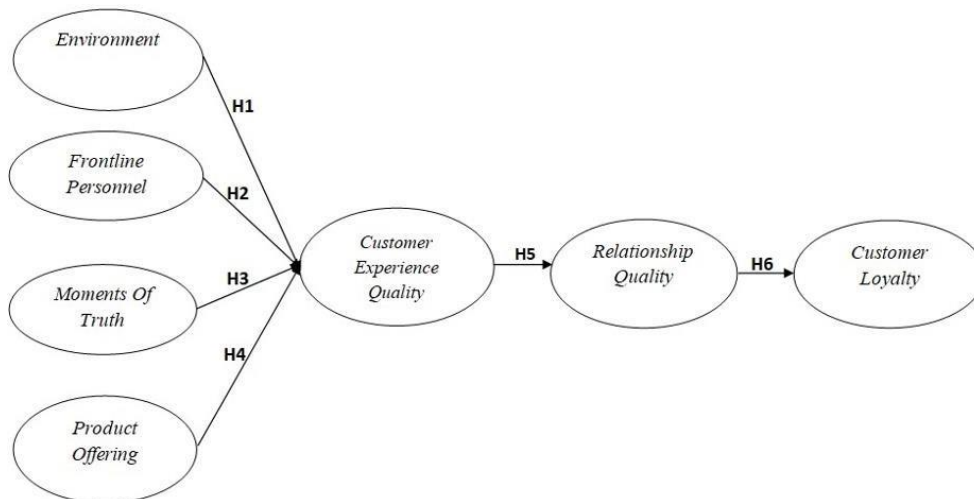 Environment
H1
Frontline
Personnel
H2
Moments Of
Truth
H3
Product
Offering
H4
Customer
Experience
Quality
H5
Relationship
Quality
H6
Customer
Loyalty